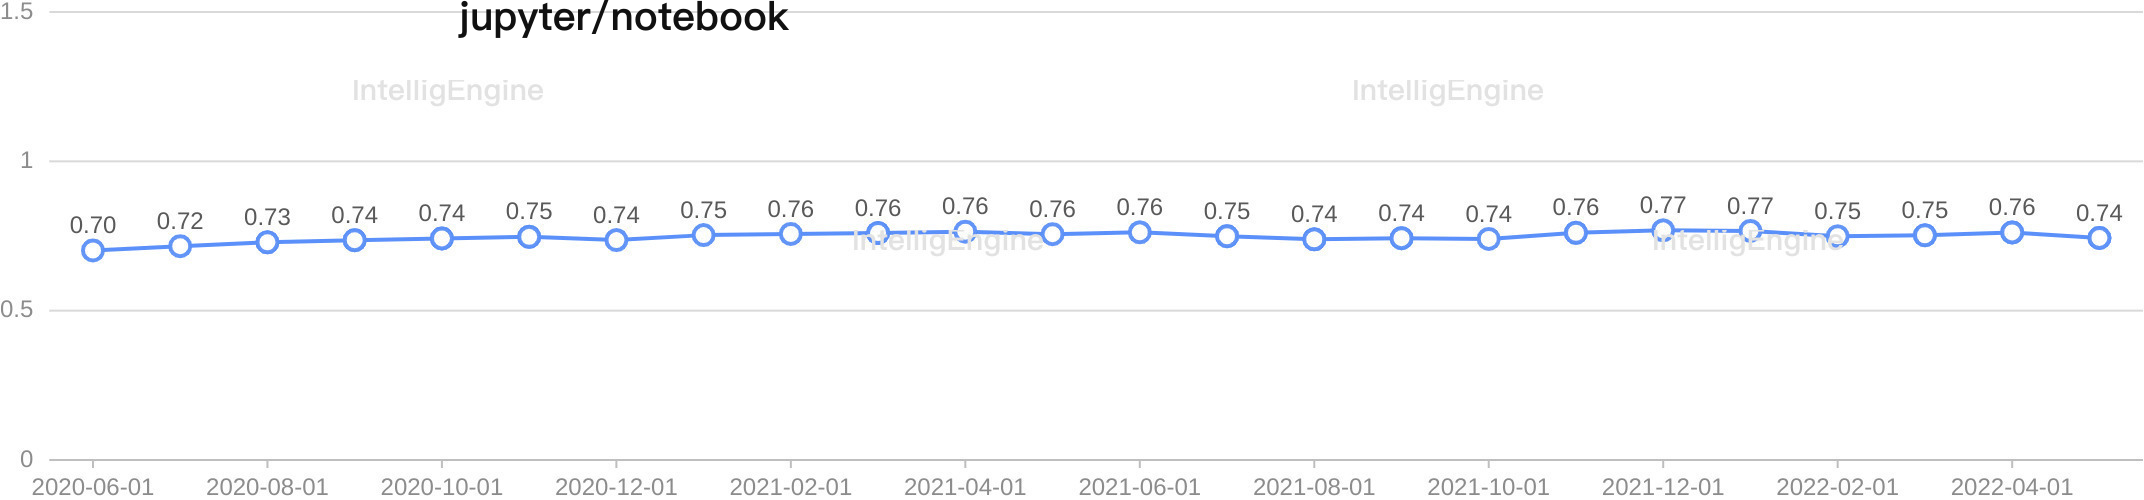 1.5
jupyter/notebook
IntelligEngine IntelligEngine
1
0.70 0.72 0.73 0.74 0.74 0.75 0.74 0.75 0.76 0.76 0.76 0.76 0.76 0.75 0.74 0.74 0.74 0.76 0.77 0.77 0.75 0.75 0.76 0.74
IntelligEngine IntelligEngine
0.5
0
2020-06-01 2020-08-01 2020-10-01 2020-12-01 2021-02-01 2021-04-01 2021-06-01 2021-08-01 2021-10-01 2021-12-01 2022-02-01 2022-04-01